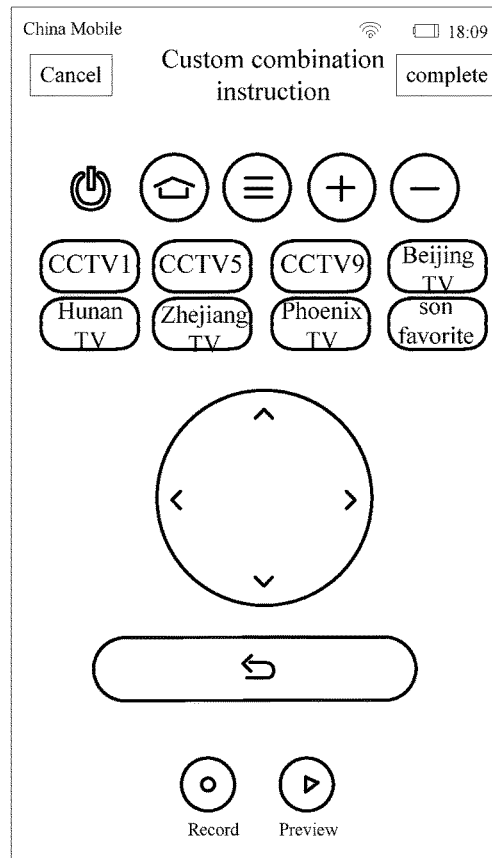 China Mobile 18:09
Cancel
Custom combination
instruction
complete
CCTV1 CCTV5 CCTV9 Beijing
TV
Hunan
TV
Zhejiang
TV
Phoenix
TV
son
favorite
Record Preview